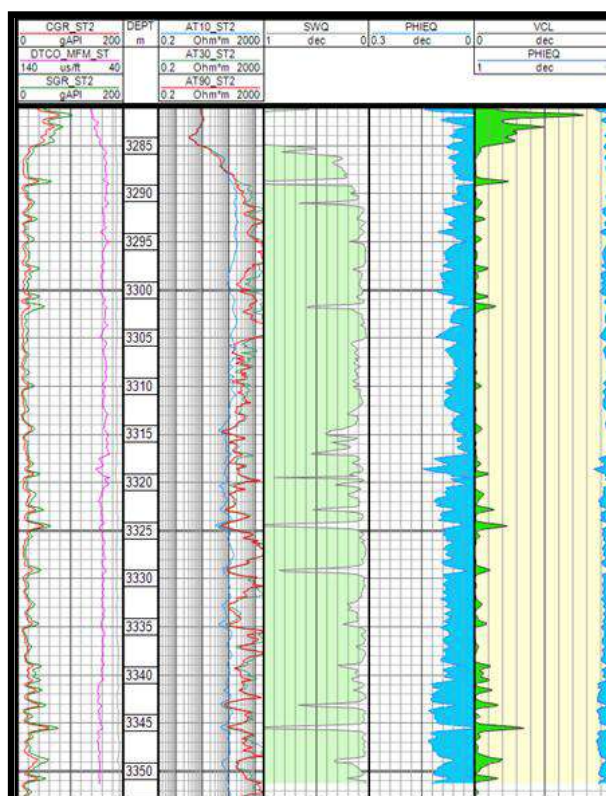 CGR_ST2 DEPT AT10_ST2 SWQ PHIEQ VCL
0 gAPI 200 m 0.2 Ohm*m 2000 1 dec 0 0.3 dec 0 0 dec
DTCO_MFM_ST AT30_ST2 PHIEQ
140 us/ft 40 0.2 Ohm*m 2000 1 dec
SGR_ST2 AT90_ST2
0 gAPI 200 0.2 Ohm*m 2000
3285
3290
3295
3300
3305
3310
3315
3320
3325
3330
3335
3340
3345
3350